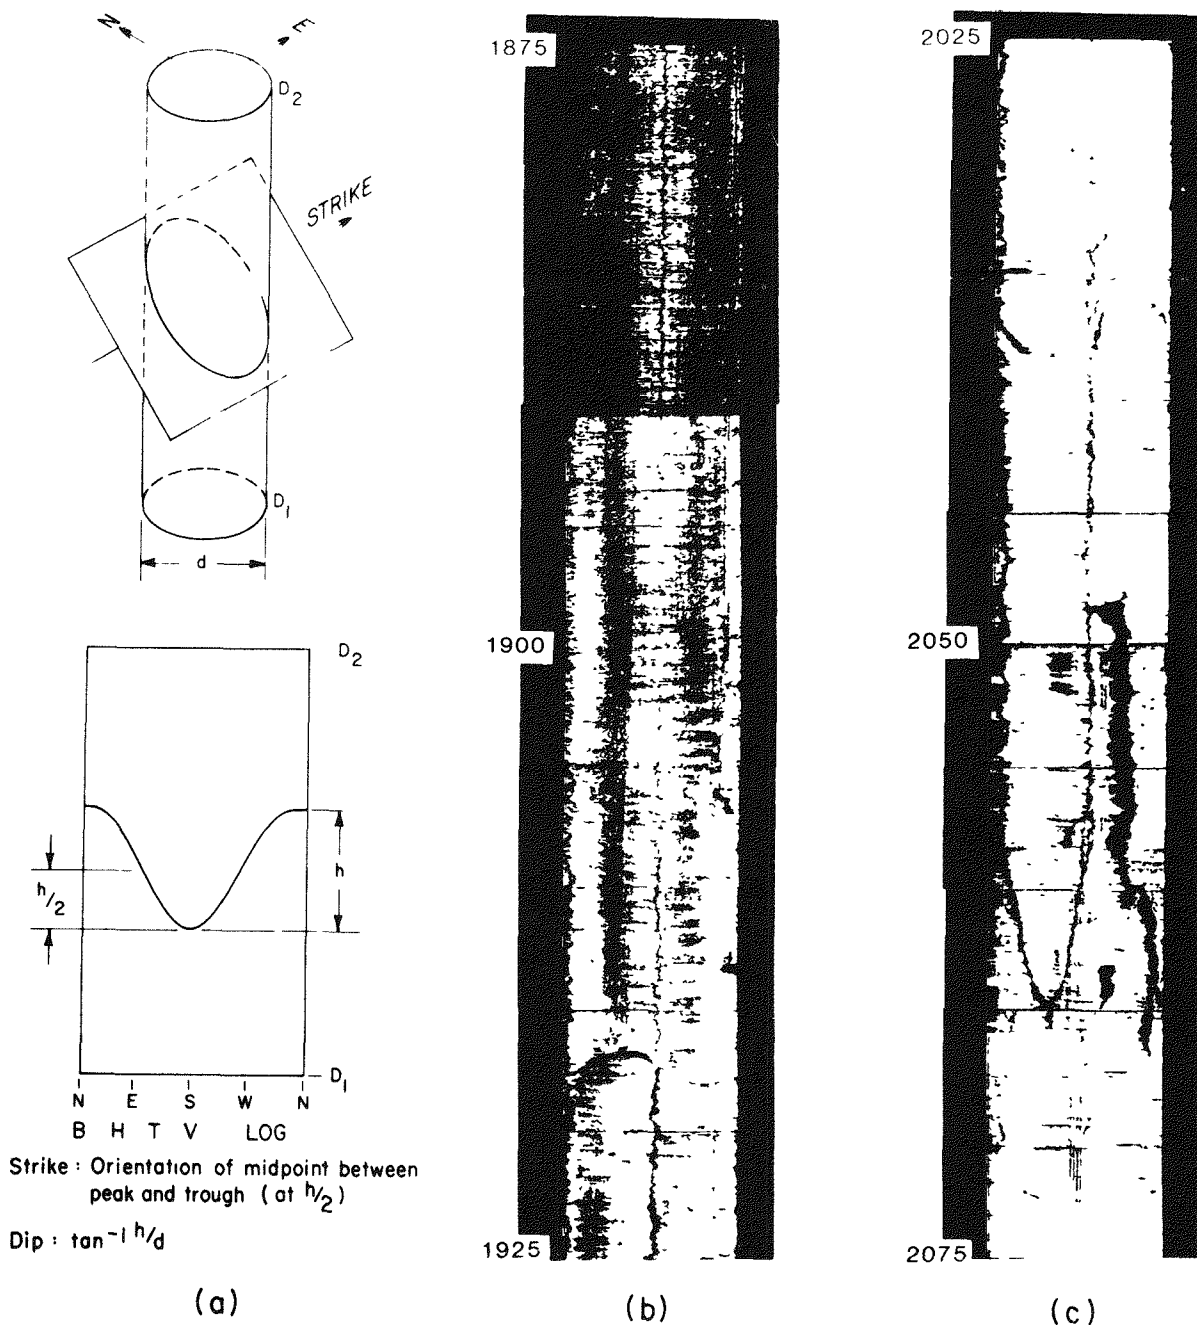 N
E
D2
STRIKE
D1
d
D2
h/2
h
D1
N E S W N
B H T V LOG
Strike : Orientation of midpoint between
peak and trough ( at h/2 )
Dip : tan⁻¹ h/d
(a)
1875
1900
1925
(b)
2025
2050
2075
(c)